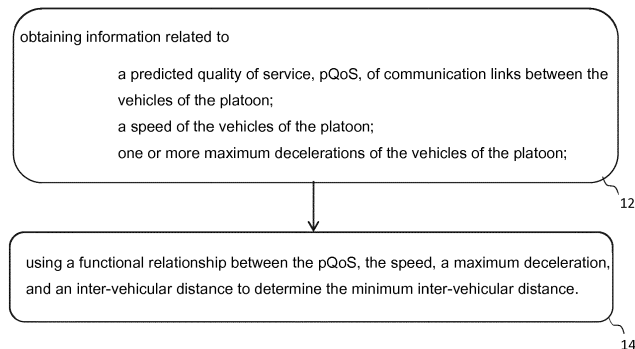 obtaining information related to
a predicted quality of service, pQoS, of communication links between the
vehicles of the platoon;
a speed of the vehicles of the platoon;
one or more maximum decelerations of the vehicles of the platoon;
12
using a functional relationship between the pQoS, the speed, a maximum deceleration,
and an inter-vehicular distance to determine the minimum inter-vehicular distance.
14